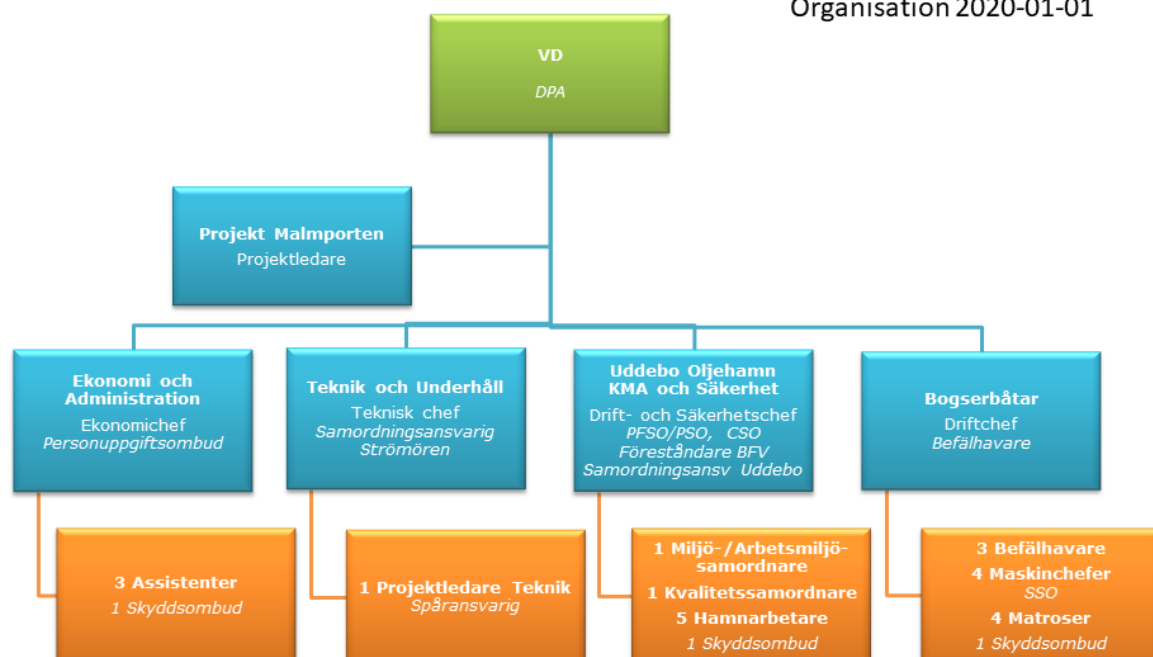 Organisation 2020-01-01
VD
DPA
Projekt Malmporten
Projektledare
Ekonomi och
Administration
Ekonomichef
Personuppgiftsombud
Teknik och Underhåll
Teknisk chef
Samordningsansvarig
Strömören
Uddebo Oljehamn
KMA och Säkerhet
Drift- och Säkerhetschef
PFSO/PSO, CSO
Föreståndare BFV
Samordningsansv Uddebo
Bogserbåtar
Driftchef
Befälhavare
3 Assistenter
1 Skyddsombud
1 Projektledare Teknik
Spåransvarig
1 Miljö-/Arbetsmiljö-
samordnare
1 Kvalitetssamordnare
5 Hamnarbetare
1 Skyddsombud
3 Befälhavare
4 Maskinchefer
SSO
4 Matroser
1 Skyddsombud